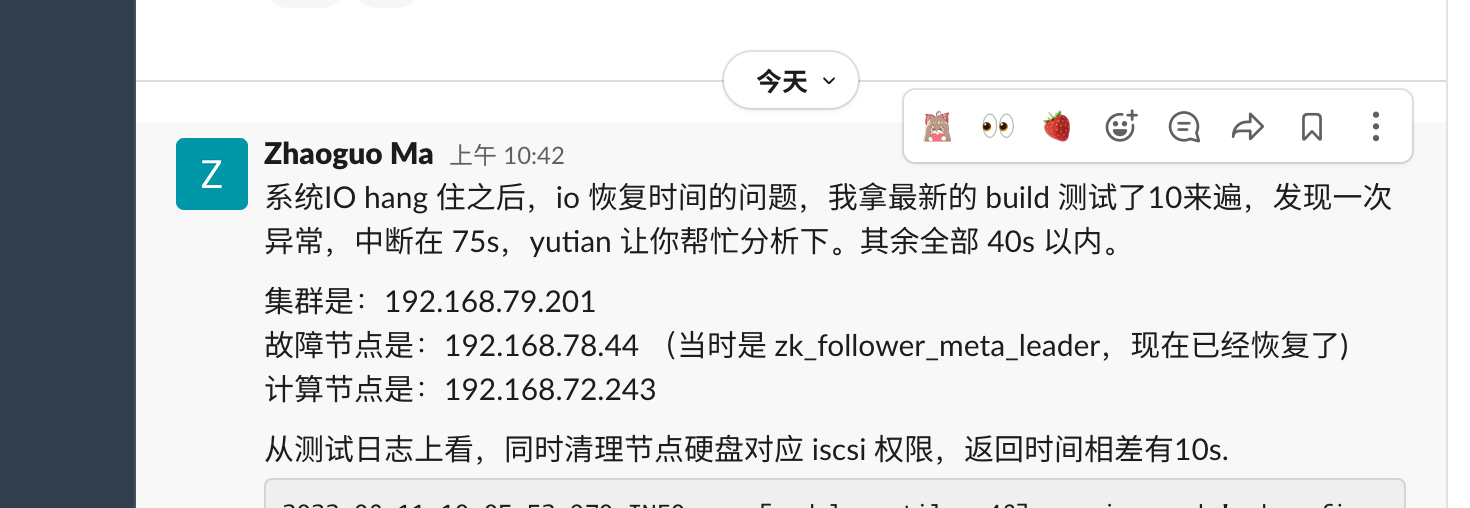 今天
Z
Zhaoguo Ma 上午 10:42
系统IO hang 住之后，io 恢复时间的问题，我拿最新的 build 测试了10来遍，发现一次
异常，中断在 75s，yutian 让你帮忙分析下。其余全部 40s 以内。
集群是：192.168.79.201
故障节点是：192.168.78.44 （当时是 zk_follower_meta_leader，现在已经恢复了)
计算节点是：192.168.72.243
从测试日志上看，同时清理节点硬盘对应 iscsi 权限，返回时间相差有10s.